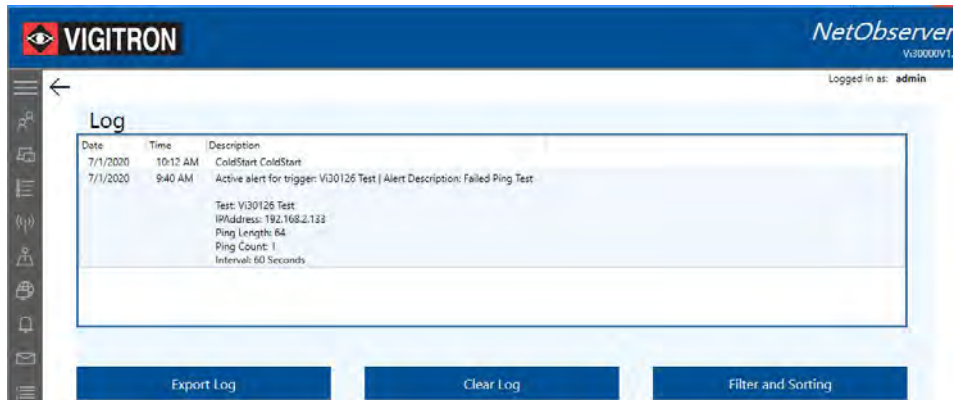 VIGITRON
NetObserver
Vi30000V1.
Logged in as: admin
Log
Date Time Description
7/1/2020 10:12 AM ColdStart ColdStart
7/1/2020 9:40 AM Active alert for trigger: Vi30126 Test | Alert Description: Failed Ping Test
Test: Vi30126 Test
IPAddress: 192.168.2.133
Ping Length: 64
Ping Count: 1
Interval: 60 Seconds
Export Log Clear Log Filter and Sorting